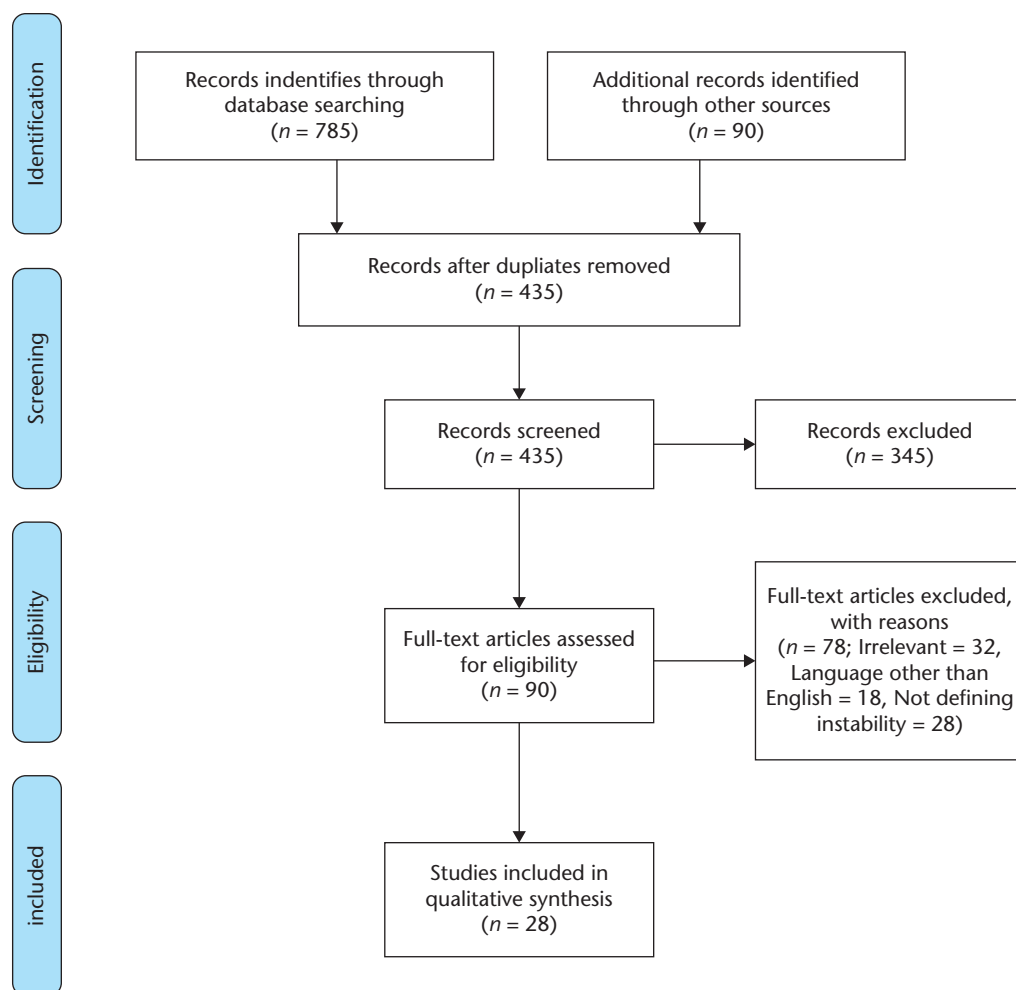 Identification
Records indentifies through
database searching
(n = 785)
Additional records identified
through other sources
(n = 90)
Records after dupliates removed
(n = 435)
Screening
Records screened
(n = 435)
Records excluded
(n = 345)
Eligibility
Full-text articles assessed
for eligibility
(n = 90)
Full-text articles excluded,
with reasons
(n = 78; Irrelevant = 32,
Language other than
English = 18, Not defining
instability = 28)
included
Studies included in
qualitative synthesis
(n = 28)